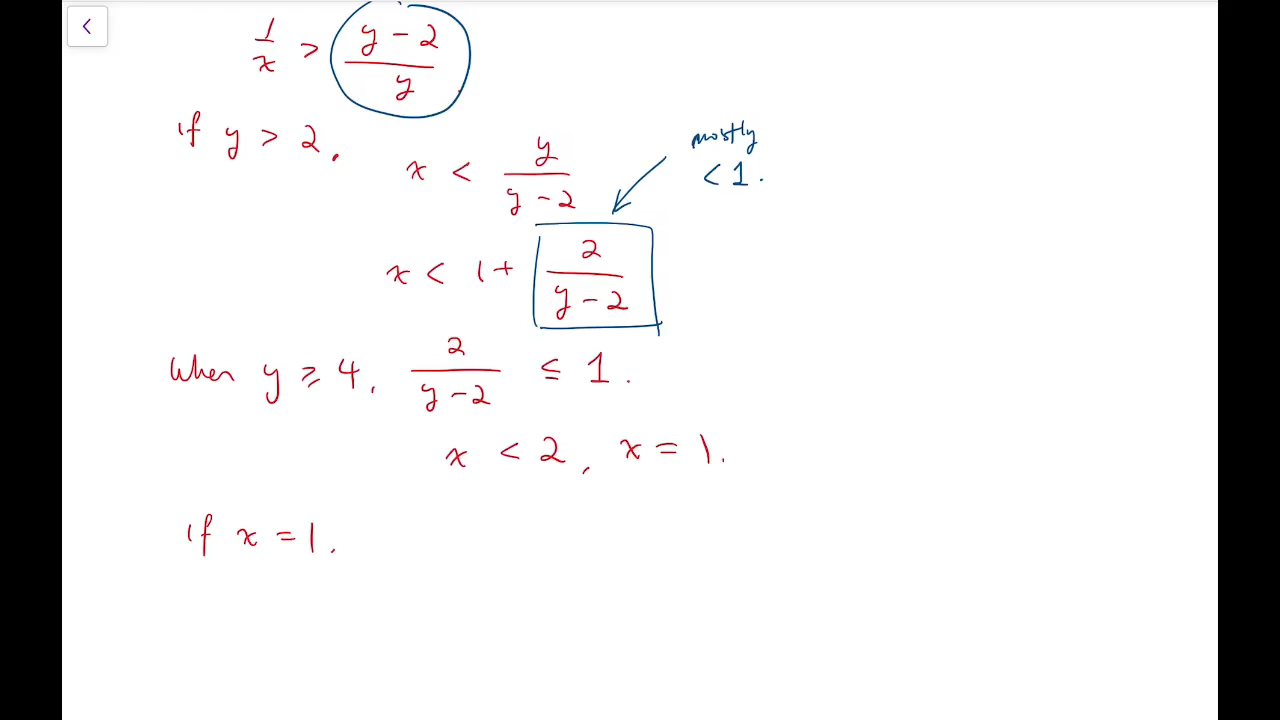 1/x > (y - 2)/y
if y > 2,
x < y/(y - 2)
mostly
< 1.
x < 1 + 2/(y - 2)
When y ≥ 4, 2/(y - 2) ≤ 1.
x < 2, x = 1.
if x = 1.